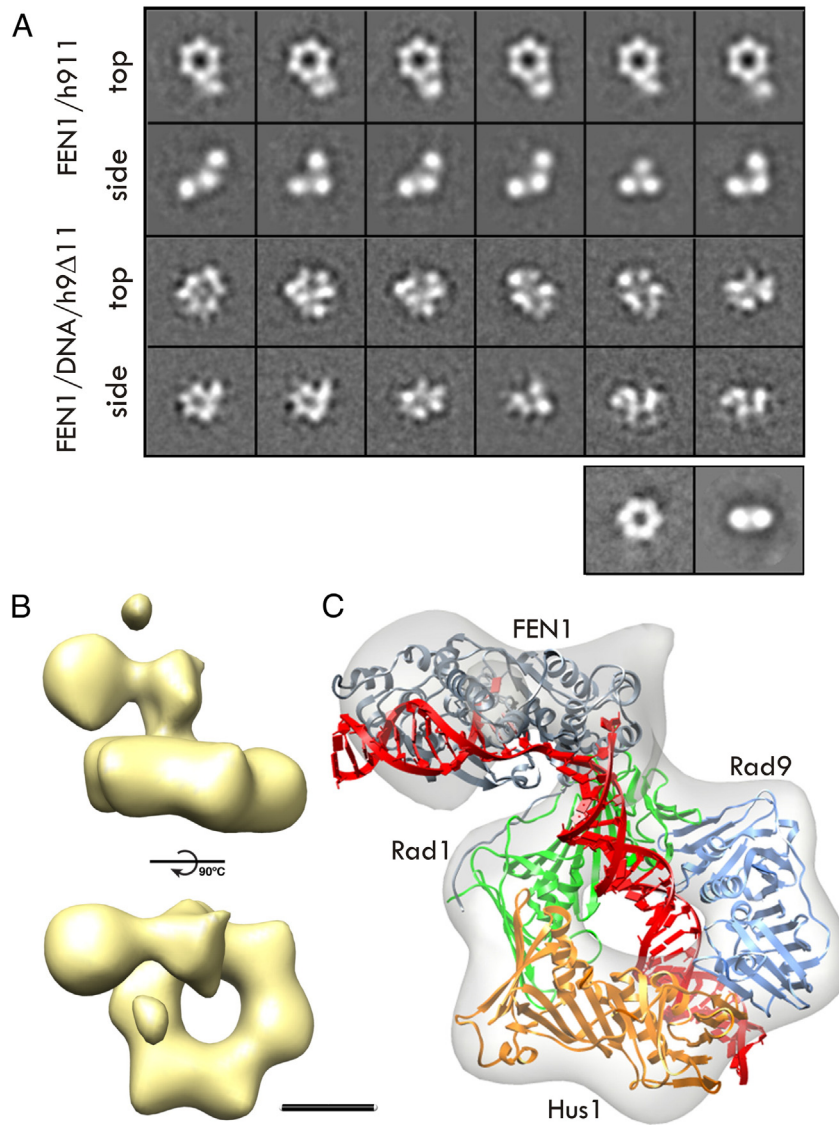 A
FEN1/h911
top
side
FEN1/DNA/h9Δ11
top
side
B
90°C
C
FEN1
Rad9
Rad1
Hus1